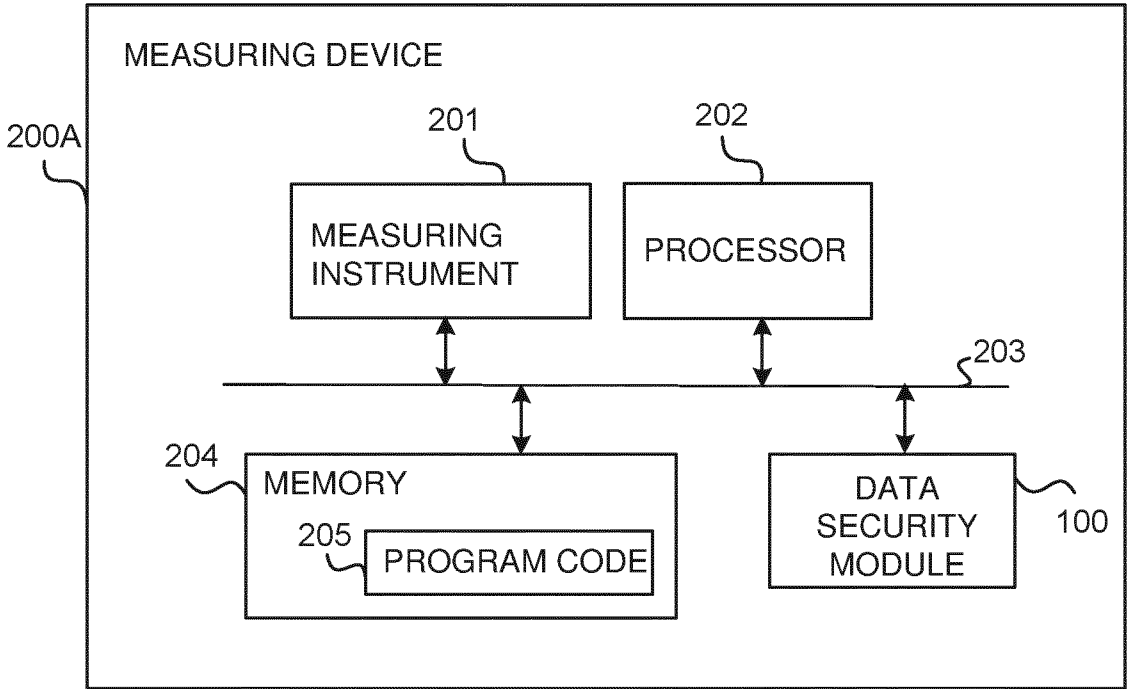 MEASURING DEVICE
200A
201
202
MEASURING
INSTRUMENT
PROCESSOR
203
204
MEMORY
205
PROGRAM CODE
DATA
SECURITY
MODULE
100